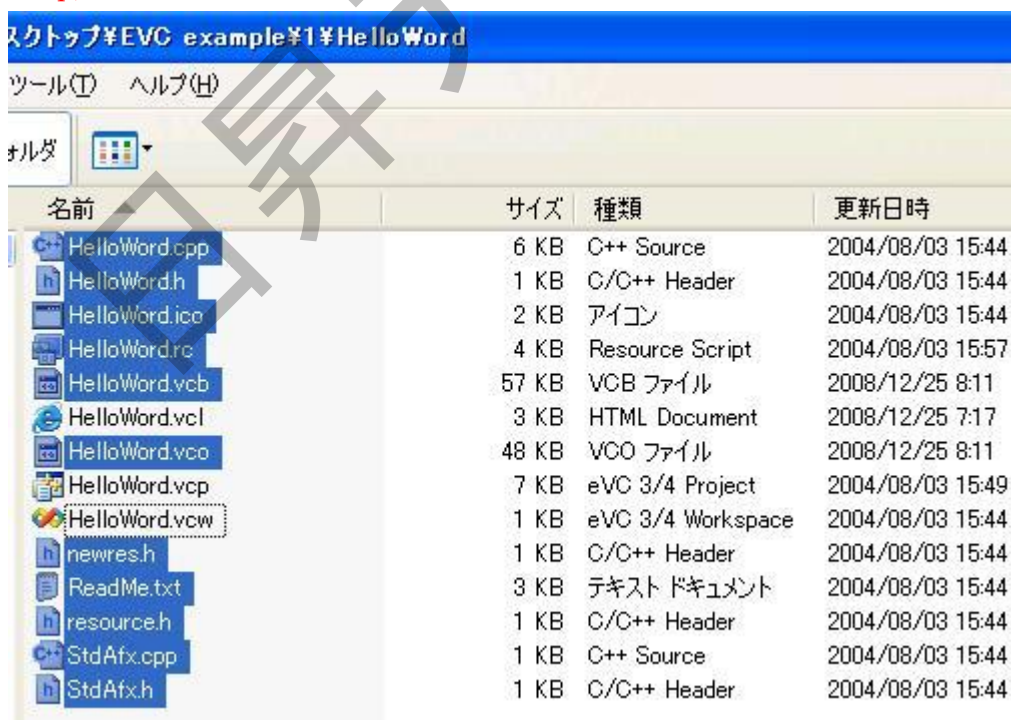 スクトップ¥EVC example¥1¥HelloWord
ツール(T) ヘルプ(H)
ォルダ
名前 サイズ 種類 更新日時
HelloWord.cpp 6 KB C++ Source 2004/08/03 15:44
HelloWord.h 1 KB C/C++ Header 2004/08/03 15:44
HelloWord.ico 2 KB アイコン 2004/08/03 15:44
HelloWord.rc 4 KB Resource Script 2004/08/03 15:57
HelloWord.vcb 57 KB VCB ファイル 2008/12/25 8:11
HelloWord.vcl 3 KB HTML Document 2008/12/25 7:17
HelloWord.vco 48 KB VCO ファイル 2008/12/25 8:11
HelloWord.vcp 7 KB eVC 3/4 Project 2004/08/03 15:49
HelloWord.vcw 1 KB eVC 3/4 Workspace 2004/08/03 15:44
newres.h 1 KB C/C++ Header 2004/08/03 15:44
ReadMe.txt 3 KB テキスト ドキュメント 2004/08/03 15:44
resource.h 1 KB C/C++ Header 2004/08/03 15:44
StdAfx.cpp 1 KB C++ Source 2004/08/03 15:44
StdAfx.h 1 KB C/C++ Header 2004/08/03 15:44
日昇